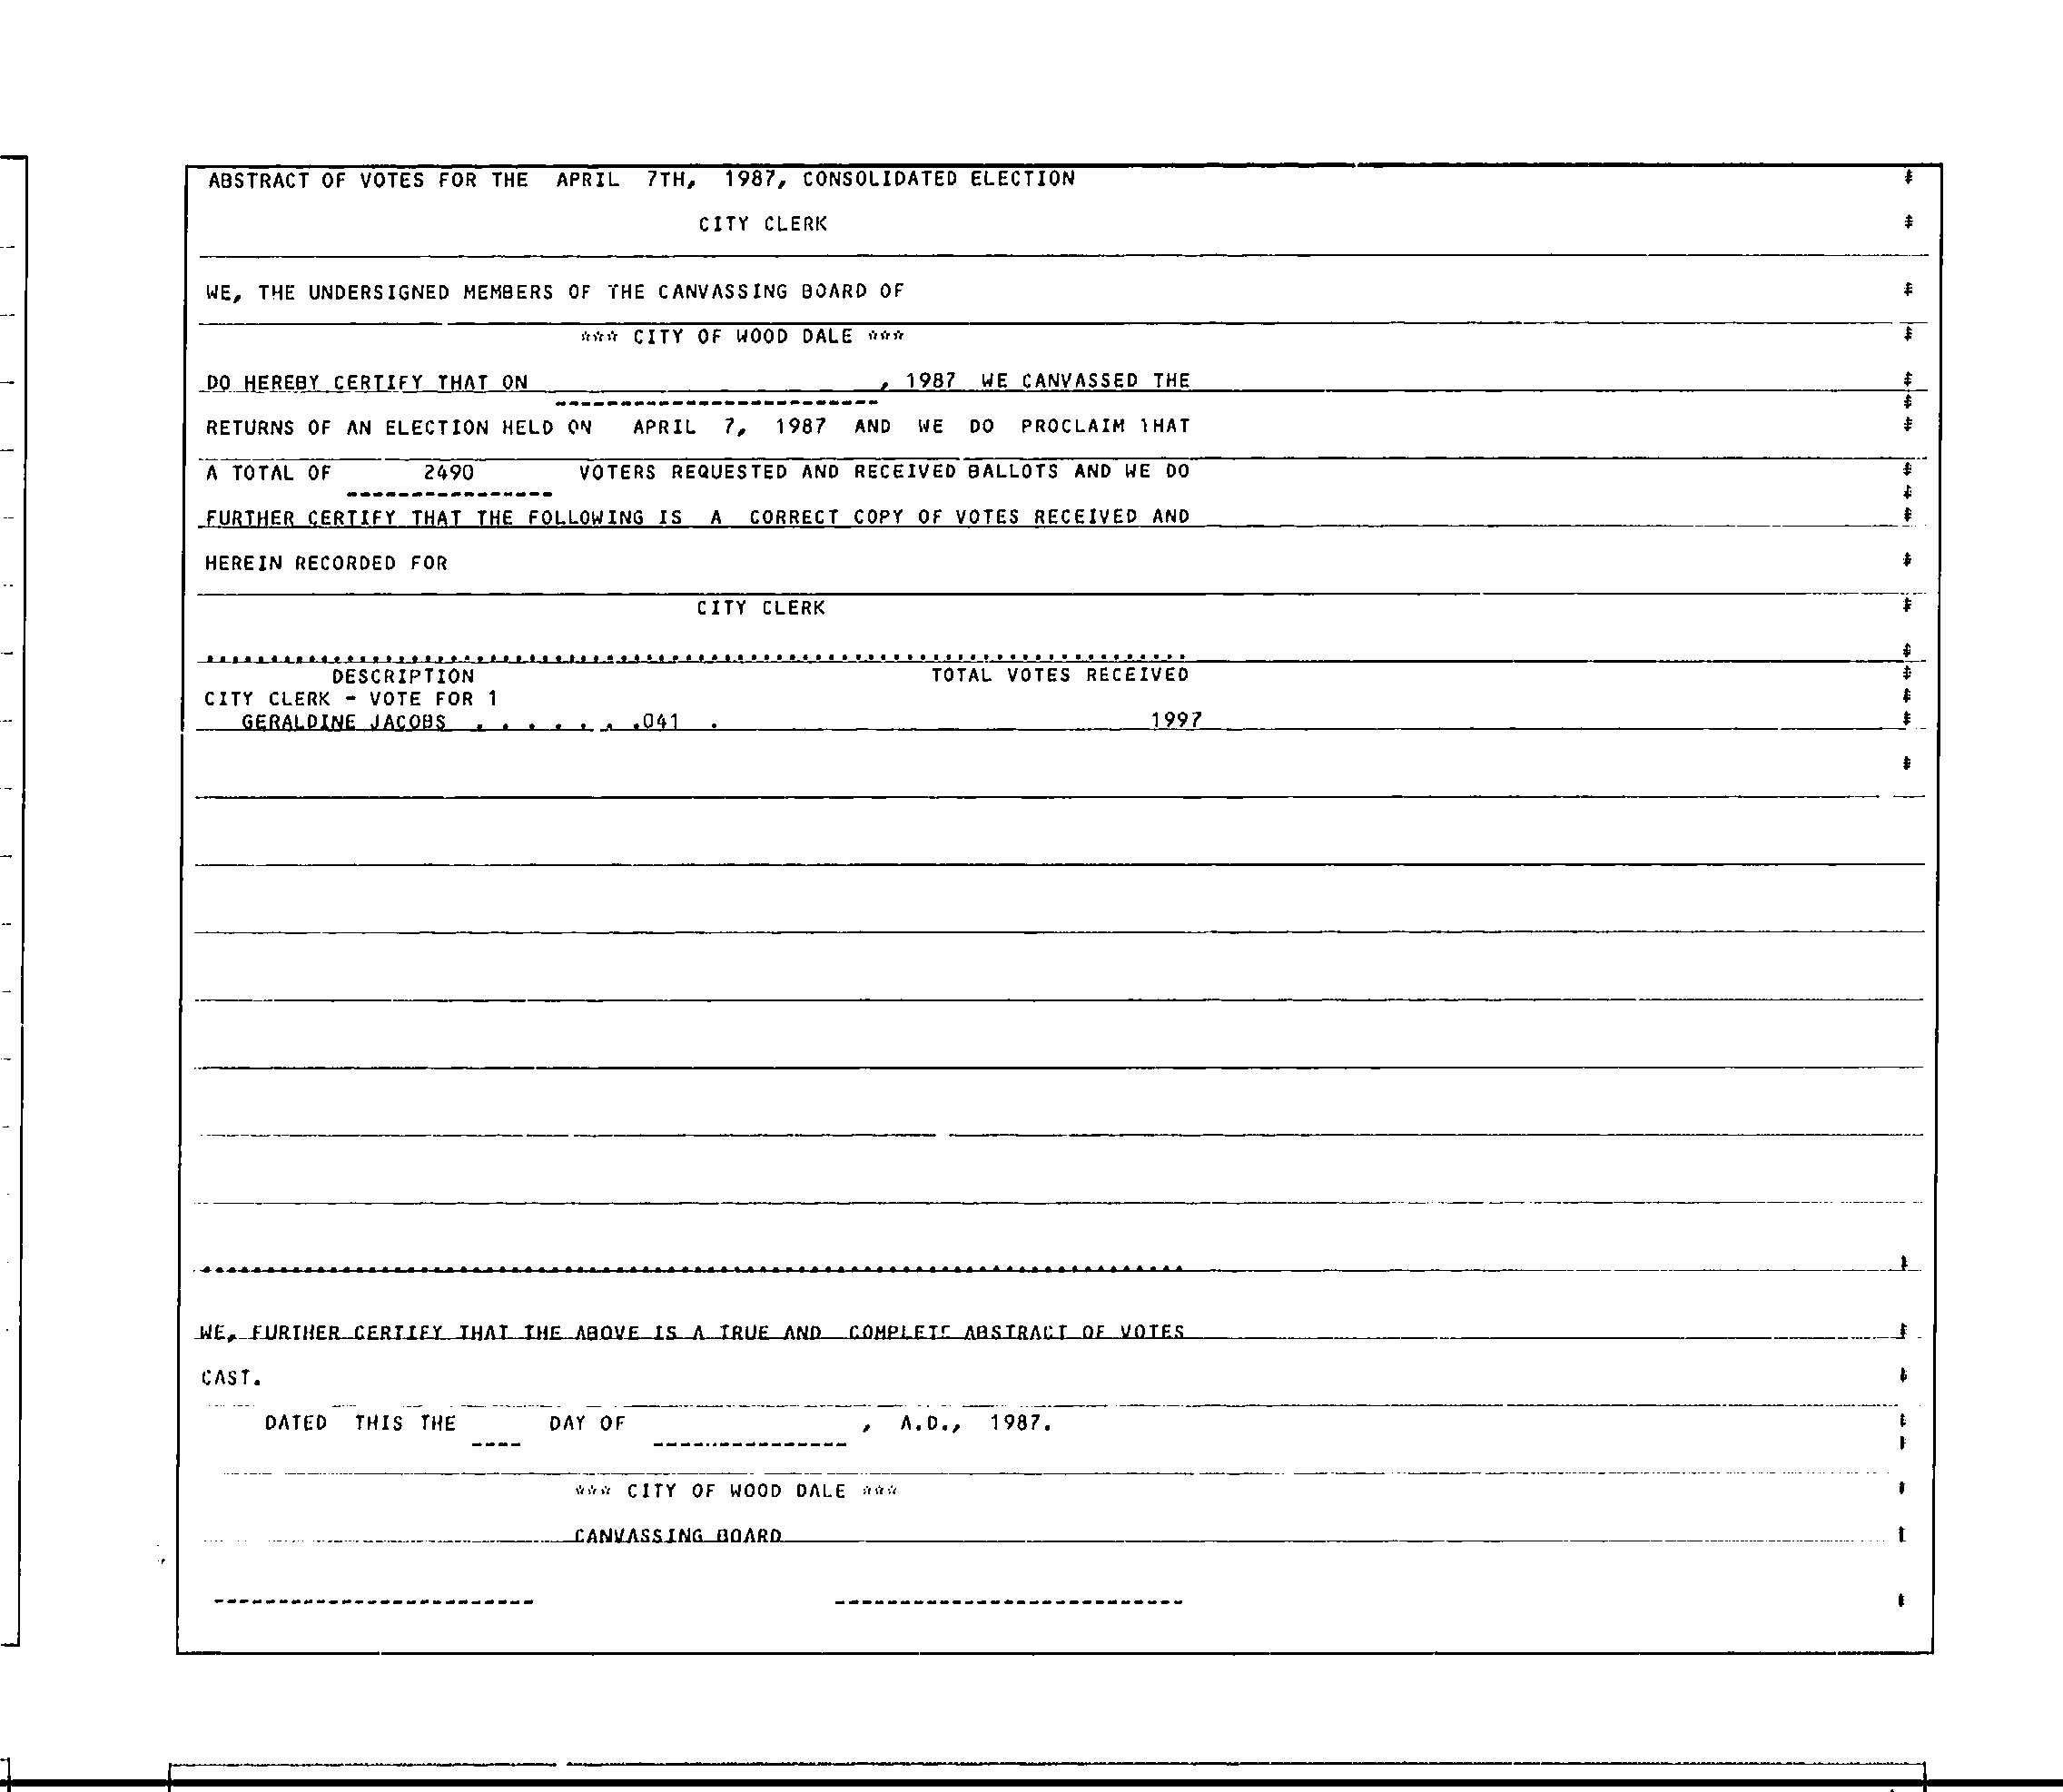 ABSTRACT OF VOTES FOR THE APRIL 7TH, 1987, CONSOLIDATED ELECTION
CITY CLERK
WE, THE UNDERSIGNED MEMBERS OF THE CANVASSING BOARD OF
*** CITY OF WOOD DALE ***
DO HEREBY CERTIFY THAT ON , 1987 WE CANVASSED THE
RETURNS OF AN ELECTION HELD ON APRIL 7, 1987 AND WE DO PROCLAIM THAT
A TOTAL OF 2490 VOTERS REQUESTED AND RECEIVED BALLOTS AND WE DO
FURTHER CERTIFY THAT THE FOLLOWING IS A CORRECT COPY OF VOTES RECEIVED AND
HEREIN RECORDED FOR
CITY CLERK
DESCRIPTION TOTAL VOTES RECEIVED
CITY CLERK - VOTE FOR 1
GERALDINE JACOBS . . . . . . .041 . 1997
WE, FURTHER CERTIFY THAT THE ABOVE IS A TRUE AND COMPLETE ABSTRACT OF VOTES
CAST.
DATED THIS THE ---- DAY OF --------------- , A.D., 1987.
*** CITY OF WOOD DALE ***
CANVASSING BOARD